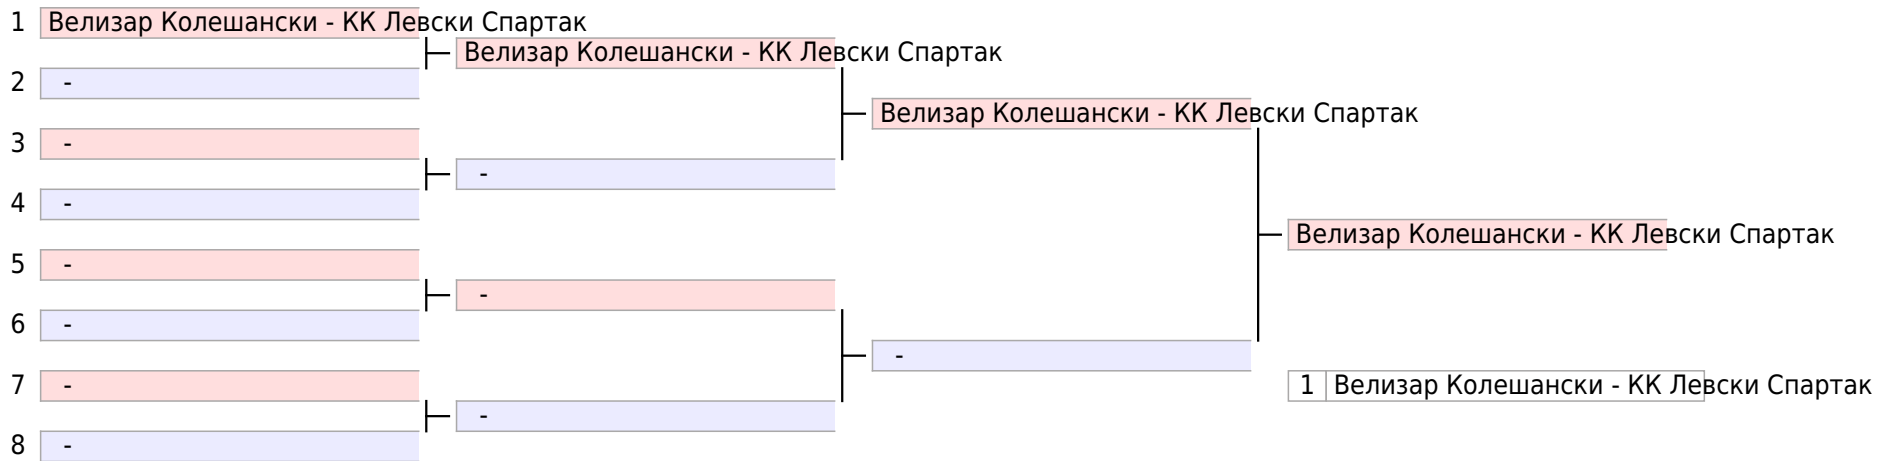 1 Велизар Колешански - КК Левски Спартак
Велизар Колешански - КК Левски Спартак
2 -
Велизар Колешански - КК Левски Спартак
3 -
-
4 -
Велизар Колешански - КК Левски Спартак
5 -
-
6 -
-
7 -
1 Велизар Колешански - КК Левски Спартак
-
8 -